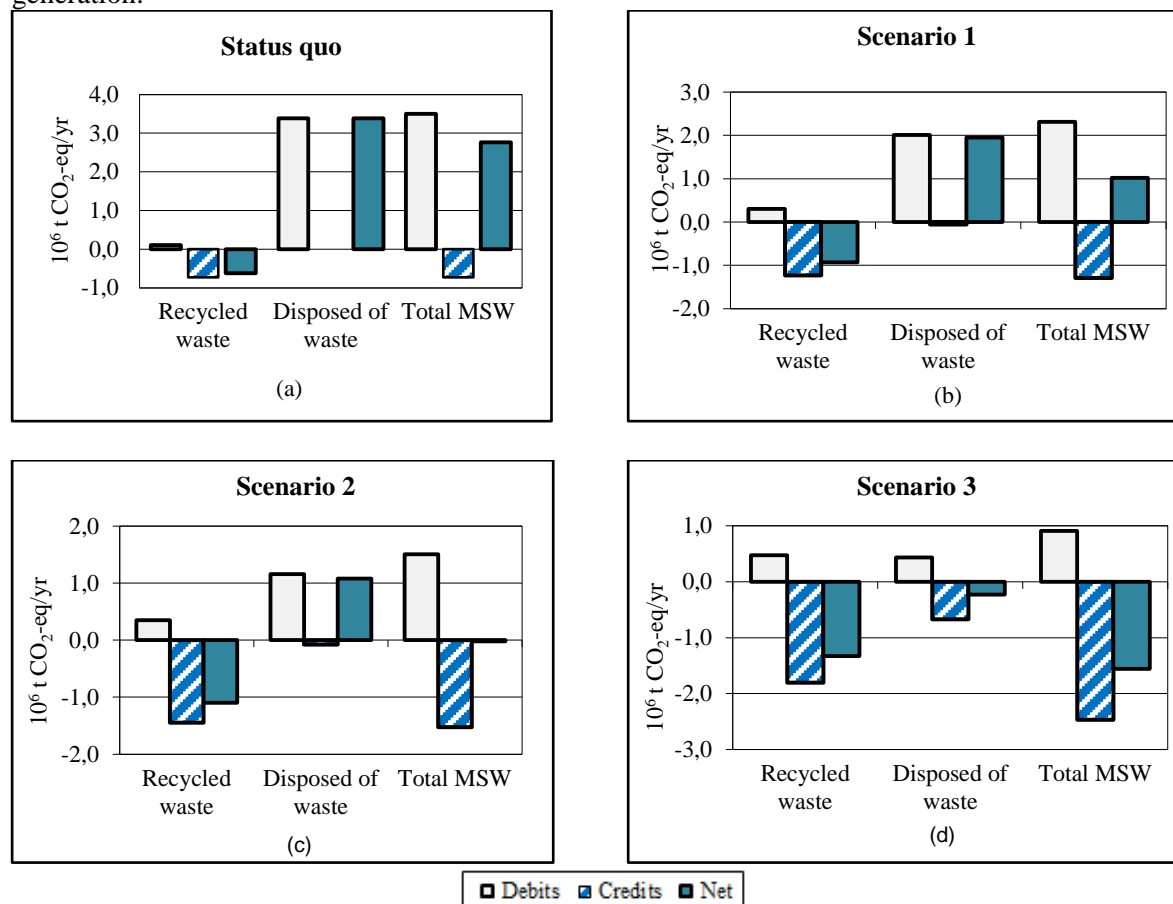 generation.
Status quo
10⁶ t CO₂-eq/yr
4,0
3,0
2,0
1,0
0,0
-1,0
Recycled waste
Disposed of waste
Total MSW
(a)
Scenario 1
10⁶ t CO₂-eq/yr
3,0
2,0
1,0
0,0
-1,0
-2,0
Recycled waste
Disposed of waste
Total MSW
(b)
Scenario 2
10⁶ t CO₂-eq/yr
2,0
1,0
0,0
-1,0
-2,0
Recycled waste
Disposed of waste
Total MSW
(c)
Scenario 3
10⁶ t CO₂-eq/yr
1,0
0,0
-1,0
-2,0
-3,0
Recycled waste
Disposed of waste
Total MSW
(d)
Debits Credits Net